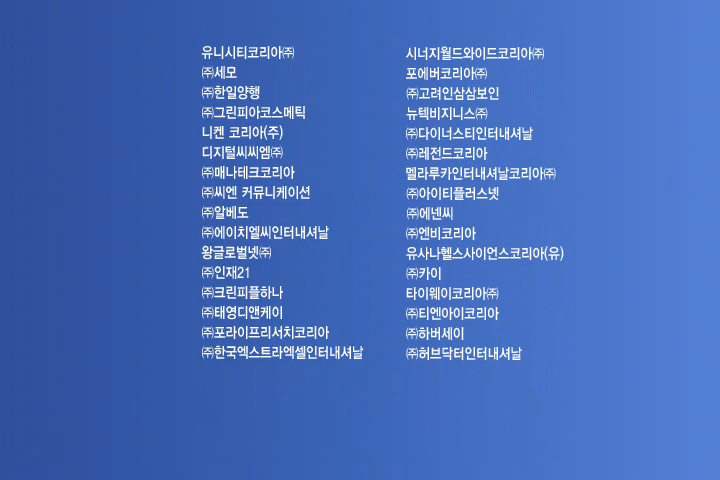 유니시티코리아㈜
㈜세모
㈜한일양행
㈜그린피아코스메틱
니켄 코리아(주)
디지털씨씨엠㈜
㈜매나테크코리아
㈜씨엔 커뮤니케이션
㈜알베도
㈜에이치엘씨인터내셔날
왕글로벌넷㈜
㈜인재21
㈜크린피플하나
㈜태영디앤케이
㈜포라이프리서치코리아
㈜한국엑스트라엑셀인터내셔날
시너지월드와이드코리아㈜
포에버코리아㈜
㈜고려인삼삼보인
뉴텍비지니스㈜
㈜다이너스티인터내셔날
㈜레전드코리아
멜라루카인터내셔날코리아㈜
㈜아이티플러스넷
㈜에넨씨
㈜엔비코리아
유사나헬스사이언스코리아(유)
㈜카이
타이웨이코리아㈜
㈜티엔아이코리아
㈜하버세이
㈜허브닥터인터내셔날